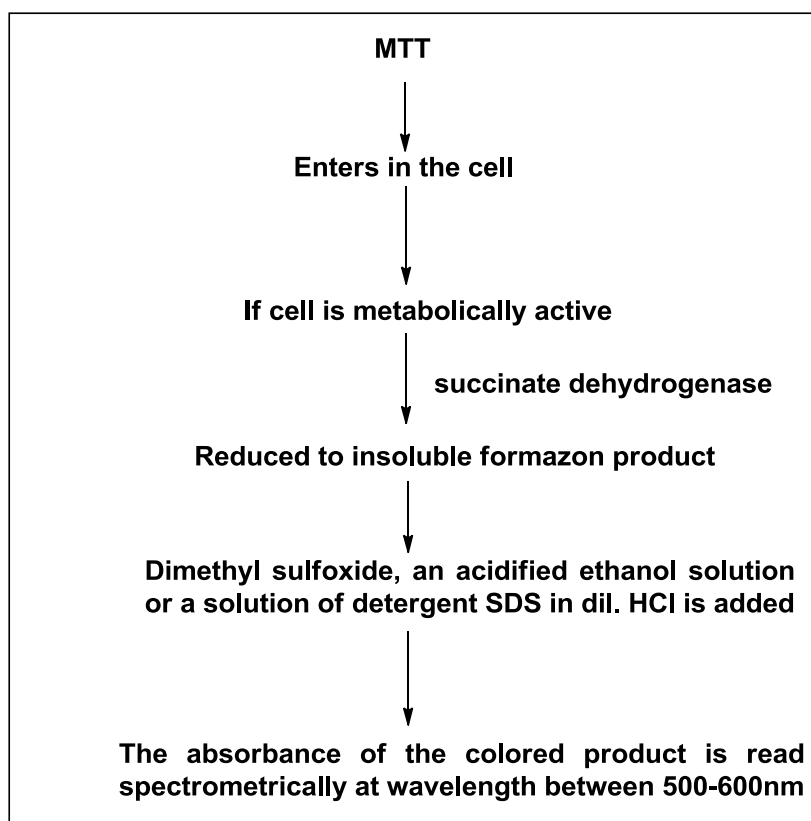 MTT
Enters in the cell
If cell is metabolically active
succinate dehydrogenase
Reduced to insoluble formazon product
Dimethyl sulfoxide, an acidified ethanol solution
or a solution of detergent SDS in dil. HCl is added
The absorbance of the colored product is read
spectrometrically at wavelength between 500-600nm